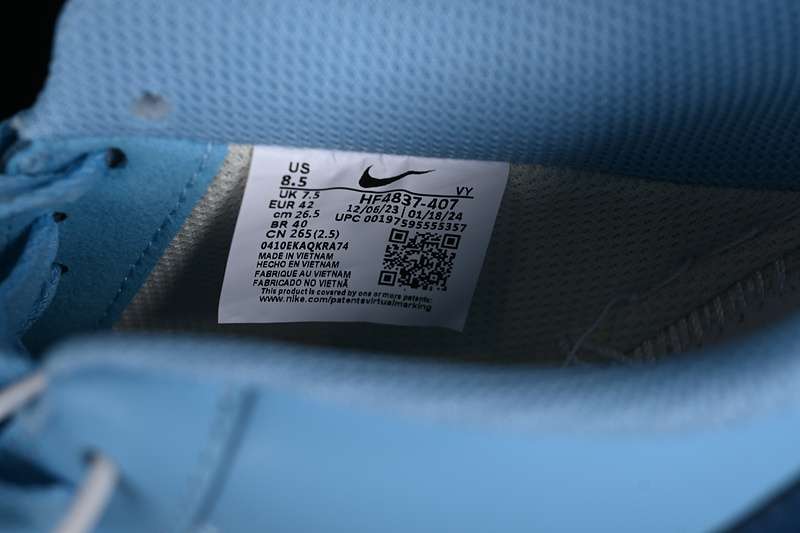 US
8.5
VY
UK 7.5
HF4837-407
EUR 42
12/06/23 | 01/18/24
cm 26.5
UPC 00197595555357
BR 40
CN 265(2.5)
0410EKAQKRA74
MADE IN VIETNAM
HECHO EN VIETNAM
FABRIQUE AU VIETNAM
FABRICADO NO VIETNÃ
This product is covered by one or more patents:
www.nike.com/patentsvirtualmarking